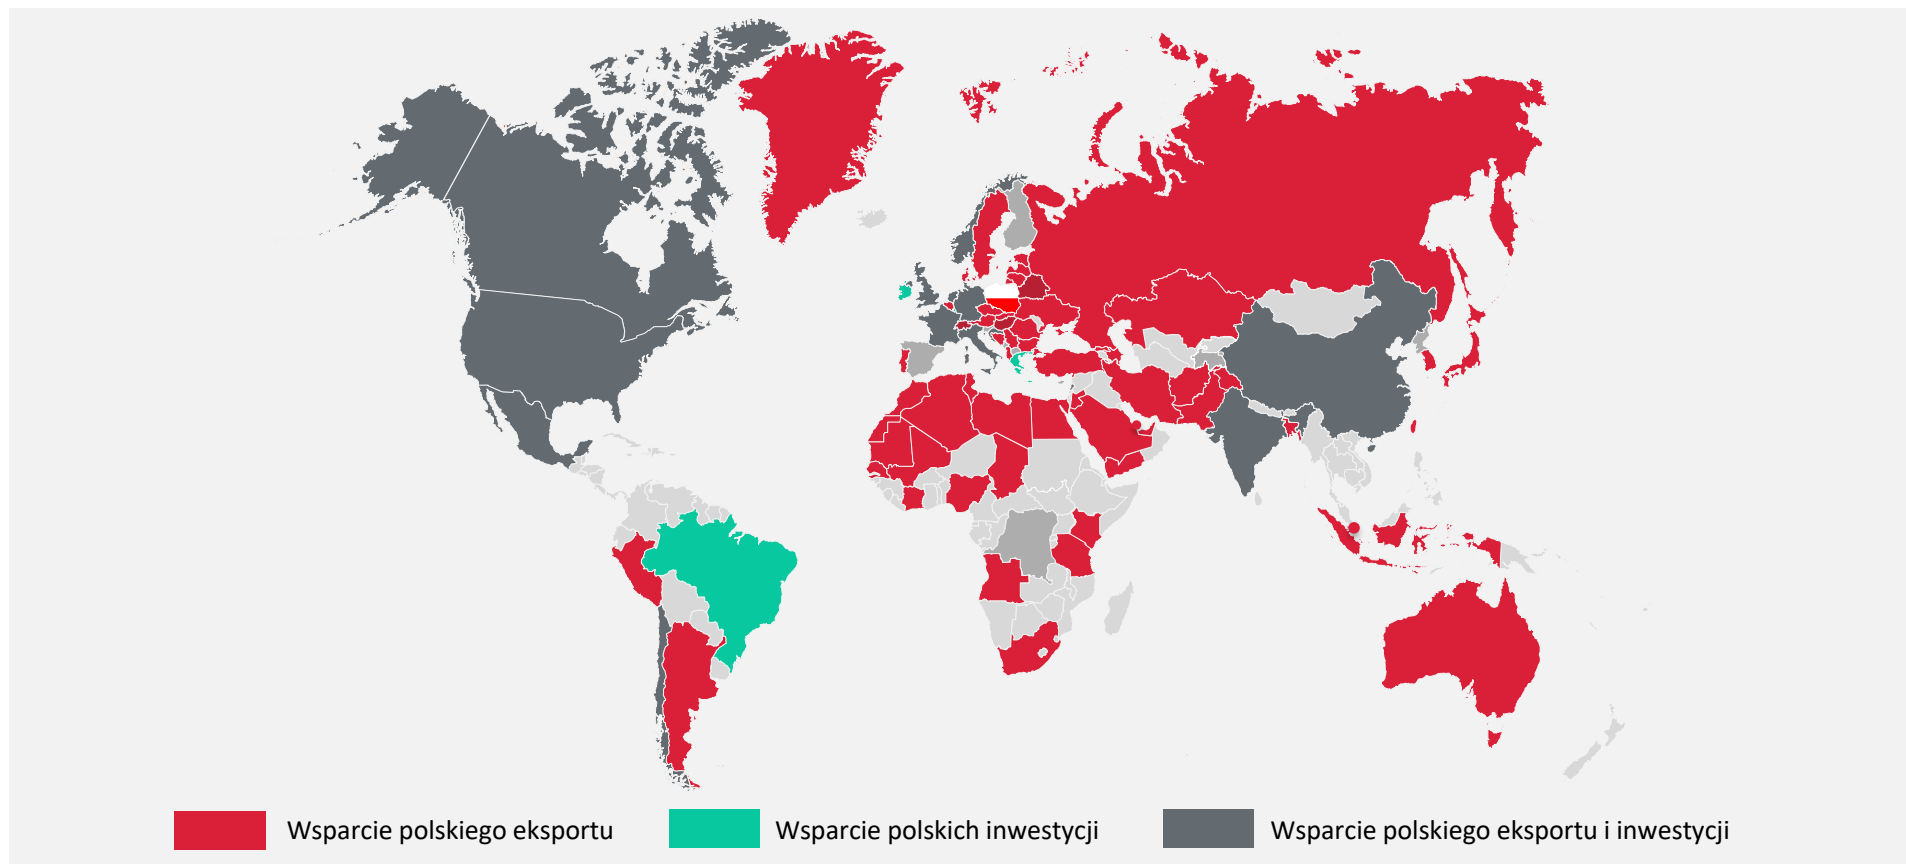 Wsparcie polskiego eksportu
Wsparcie polskich inwestycji
Wsparcie polskiego eksportu i inwestycji